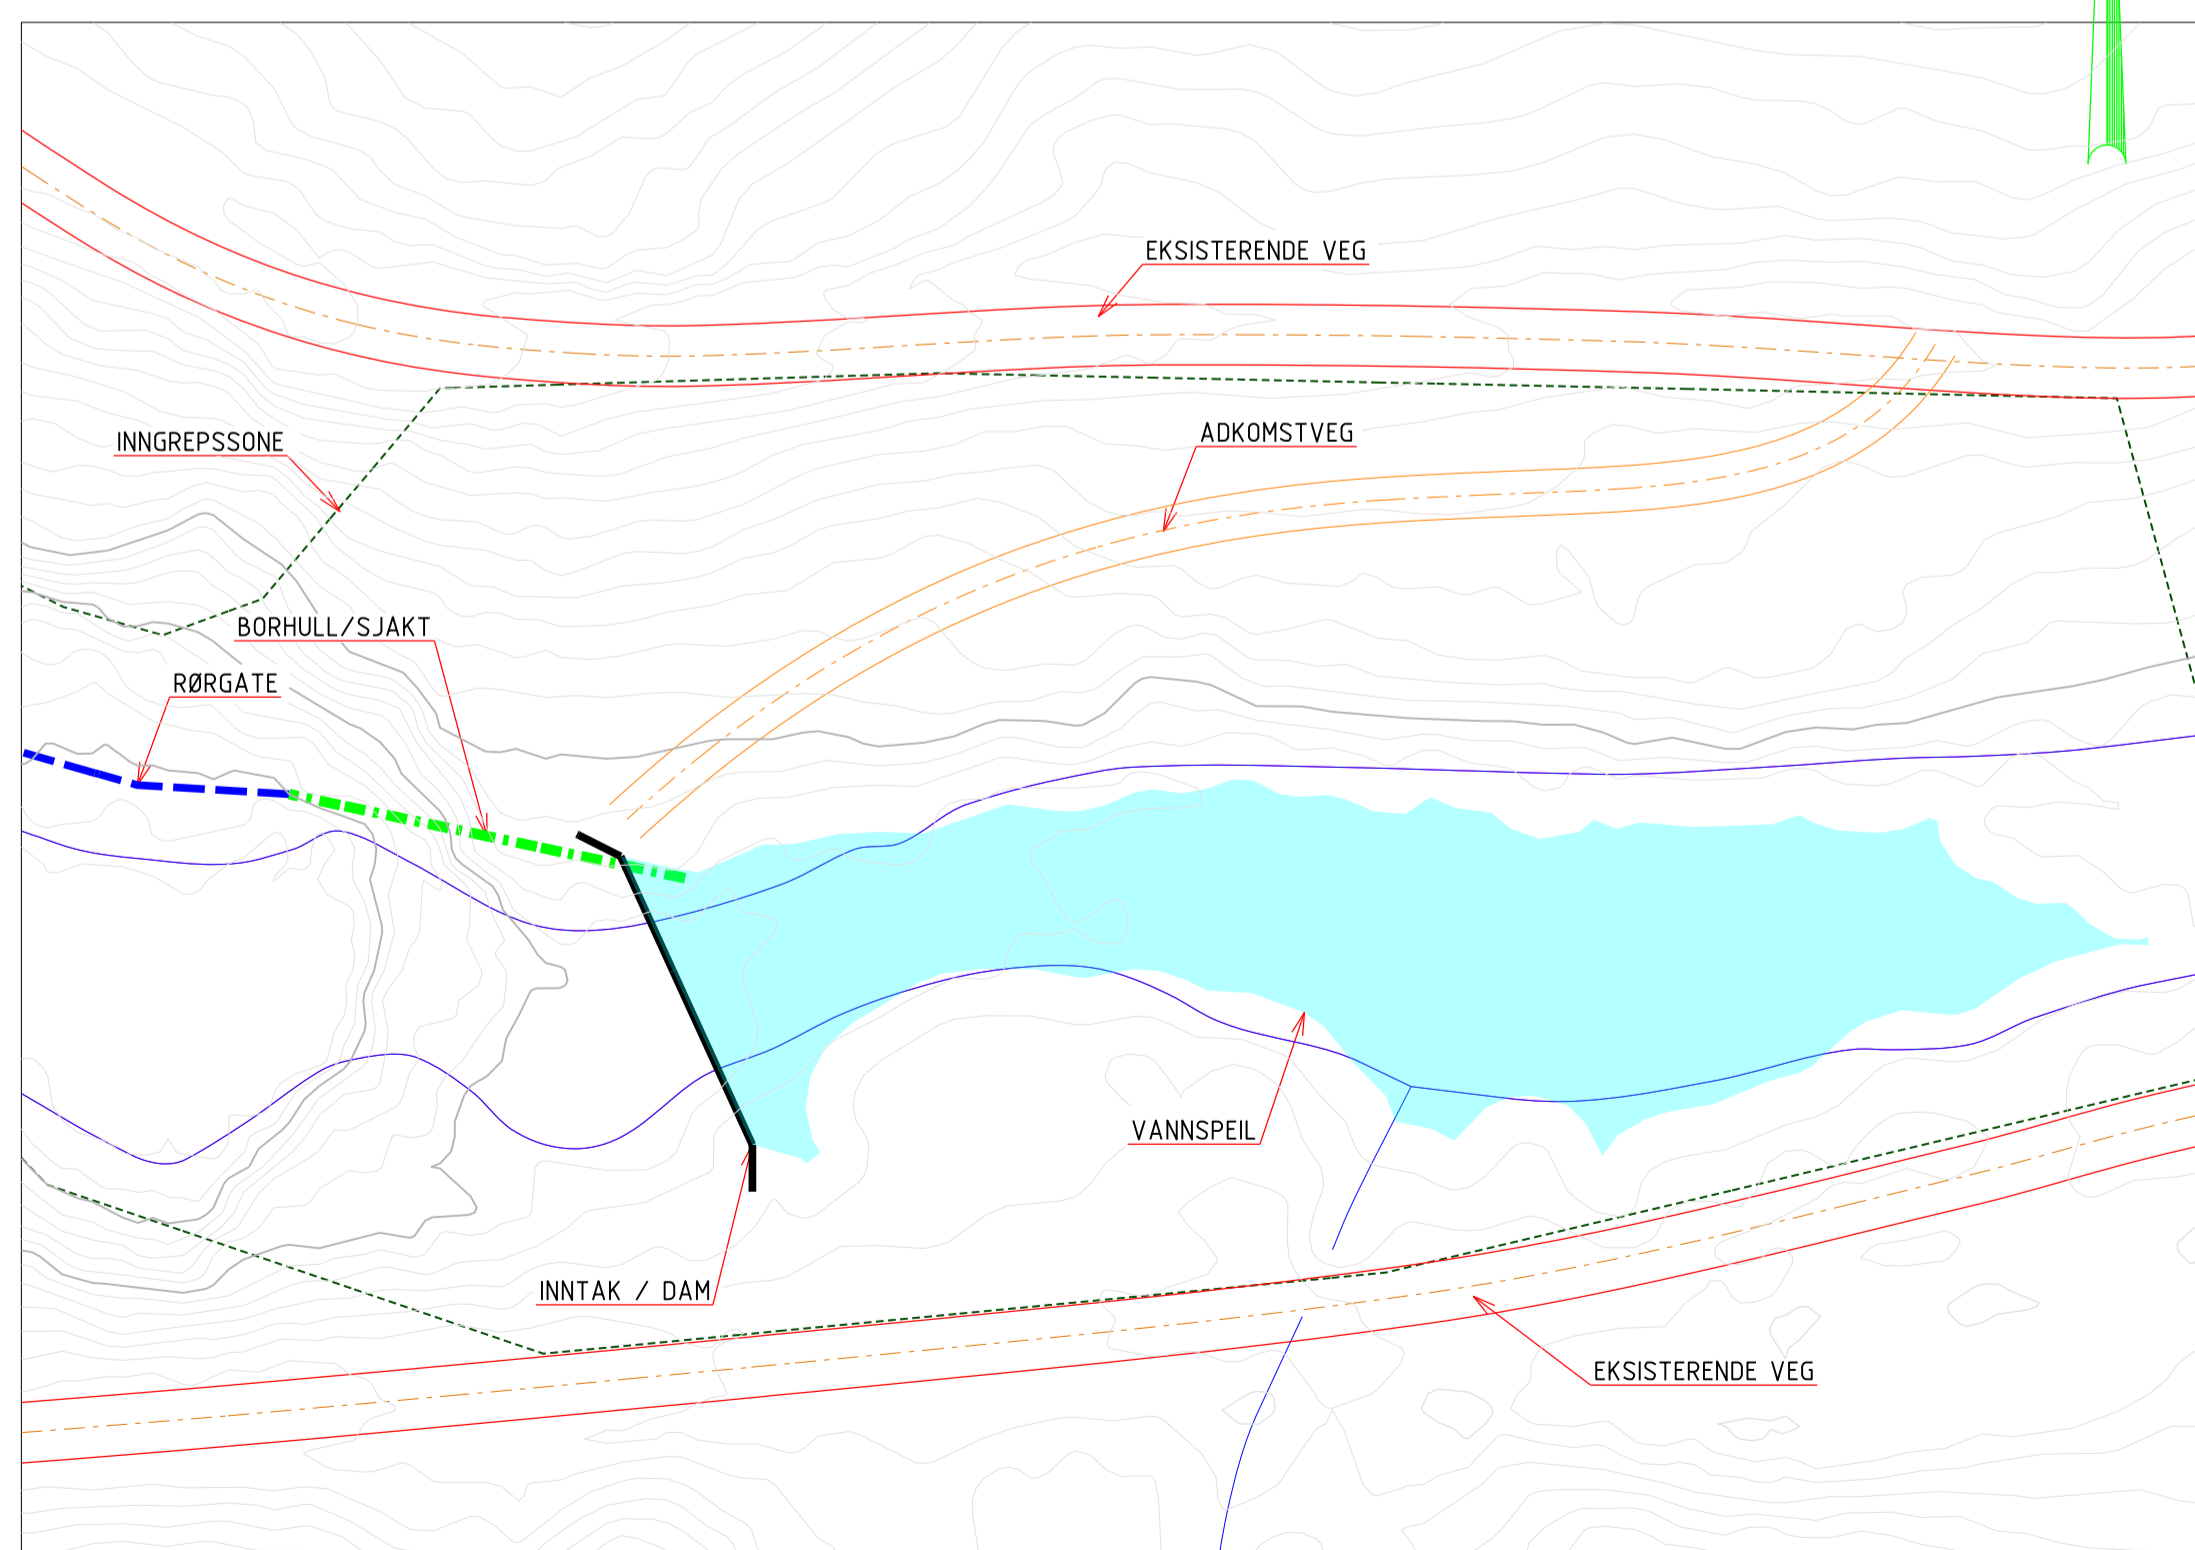 EKSISTERENDE VEG
ADKOMSTVEG
INNGREPSSONE
BORHULL/SJAKT
RØRGATE
VANNSPEIL
INNTAK / DAM
EKSISTERENDE VEG